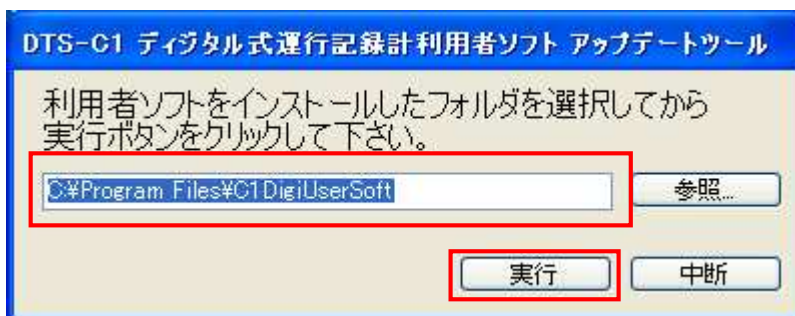 DTS-C1 ディジタル式運行記録計利用者ソフト アップデートツール
利用者ソフトをインストールしたフォルダを選択してから
実行ボタンをクリックして下さい。
C:¥Program Files¥C1DigiUserSoft
参照...
実行
中断